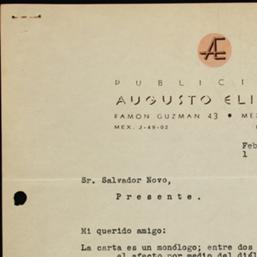 AE
PUBLICI
AUGUSTO ELI
RAMON GUZMAN 43 • ME
MEX. J-49-02
Feb
1
Sr. Salvador Novo,
Presente.
Mi querido amigo:
La carta es un monólogo; entre dos
el afecto por medio del diál